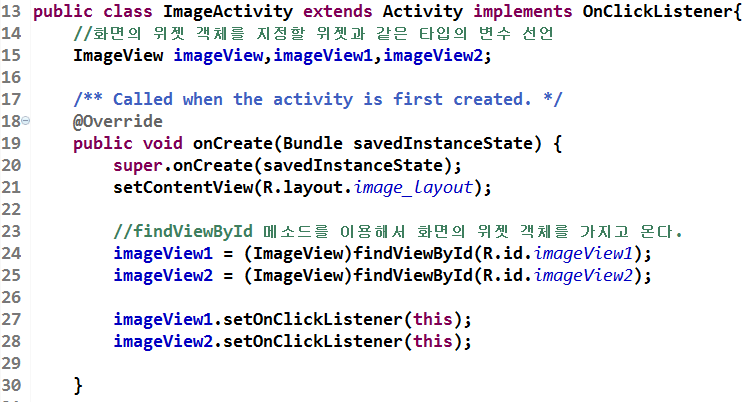 13 public class ImageActivity extends Activity implements OnClickListener{
14     //화면의 위젯 객체를 지정할 위젯과 같은 타입의 변수 선언
15     ImageView imageView,imageView1,imageView2;
16
17     /** Called when the activity is first created. */
18     @Override
19     public void onCreate(Bundle savedInstanceState) {
20         super.onCreate(savedInstanceState);
21         setContentView(R.layout.image_layout);
22
23         //findViewById 메소드를 이용해서 화면의 위젯 객체를 가지고 온다.
24         imageView1 = (ImageView)findViewById(R.id.imageView1);
25         imageView2 = (ImageView)findViewById(R.id.imageView2);
26
27         imageView1.setOnClickListener(this);
28         imageView2.setOnClickListener(this);
29
30     }